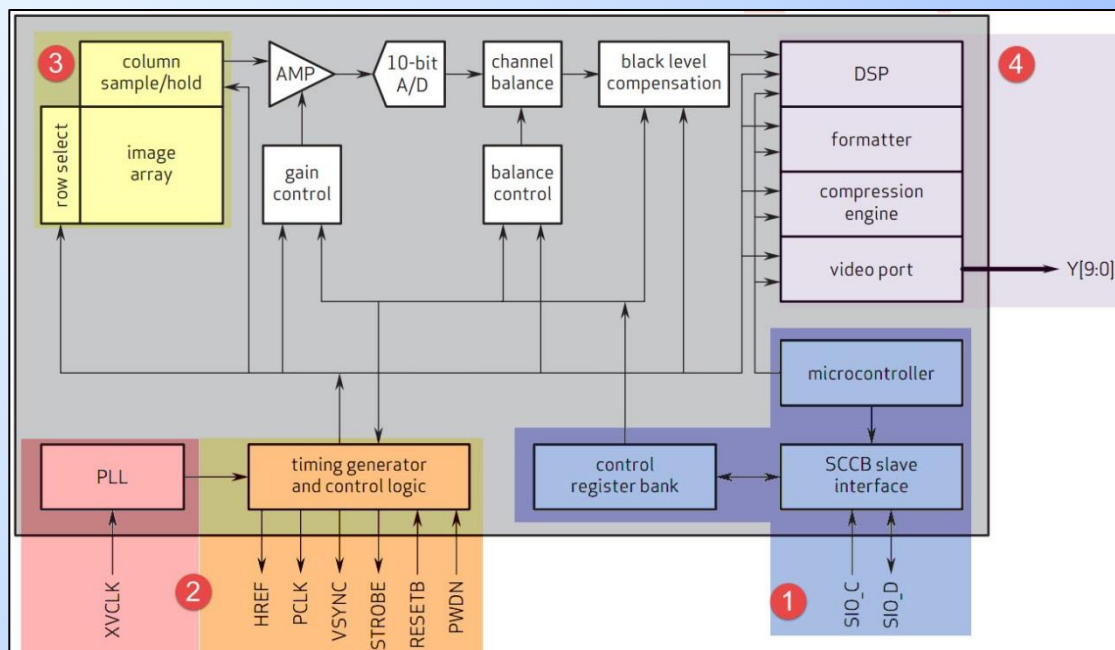 3
column
sample/hold
row select
image
array
AMP
10-bit
A/D
channel
balance
black level
compensation
4
DSP
formatter
compression
engine
video port
Y[9:0]
gain
control
balance
control
microcontroller
PLL
timing generator
and control logic
control
register bank
SCCB slave
interface
XVCLK
2
HREF
PCLK
VSYNC
STROBE
RESETB
PWDN
1
SIO_C
SIO_D